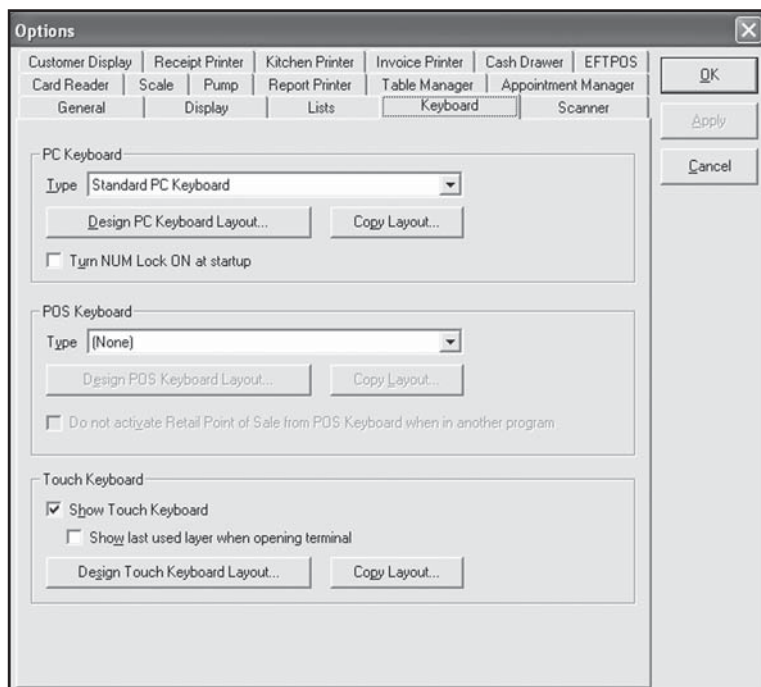 Options
Customer Display Receipt Printer Kitchen Printer Invoice Printer Cash Drawer EFTPOS
Card Reader Scale Pump Report Printer Table Manager Appointment Manager
General Display Lists Keyboard Scanner
OK
Apply
Cancel
PC Keyboard
Type Standard PC Keyboard
Design PC Keyboard Layout... Copy Layout...
Turn NUM Lock ON at startup
POS Keyboard
Type (None)
Design POS Keyboard Layout... Copy Layout...
Do not activate Retail Point of Sale from POS Keyboard when in another program
Touch Keyboard
Show Touch Keyboard
Show last used layer when opening terminal
Design Touch Keyboard Layout... Copy Layout...